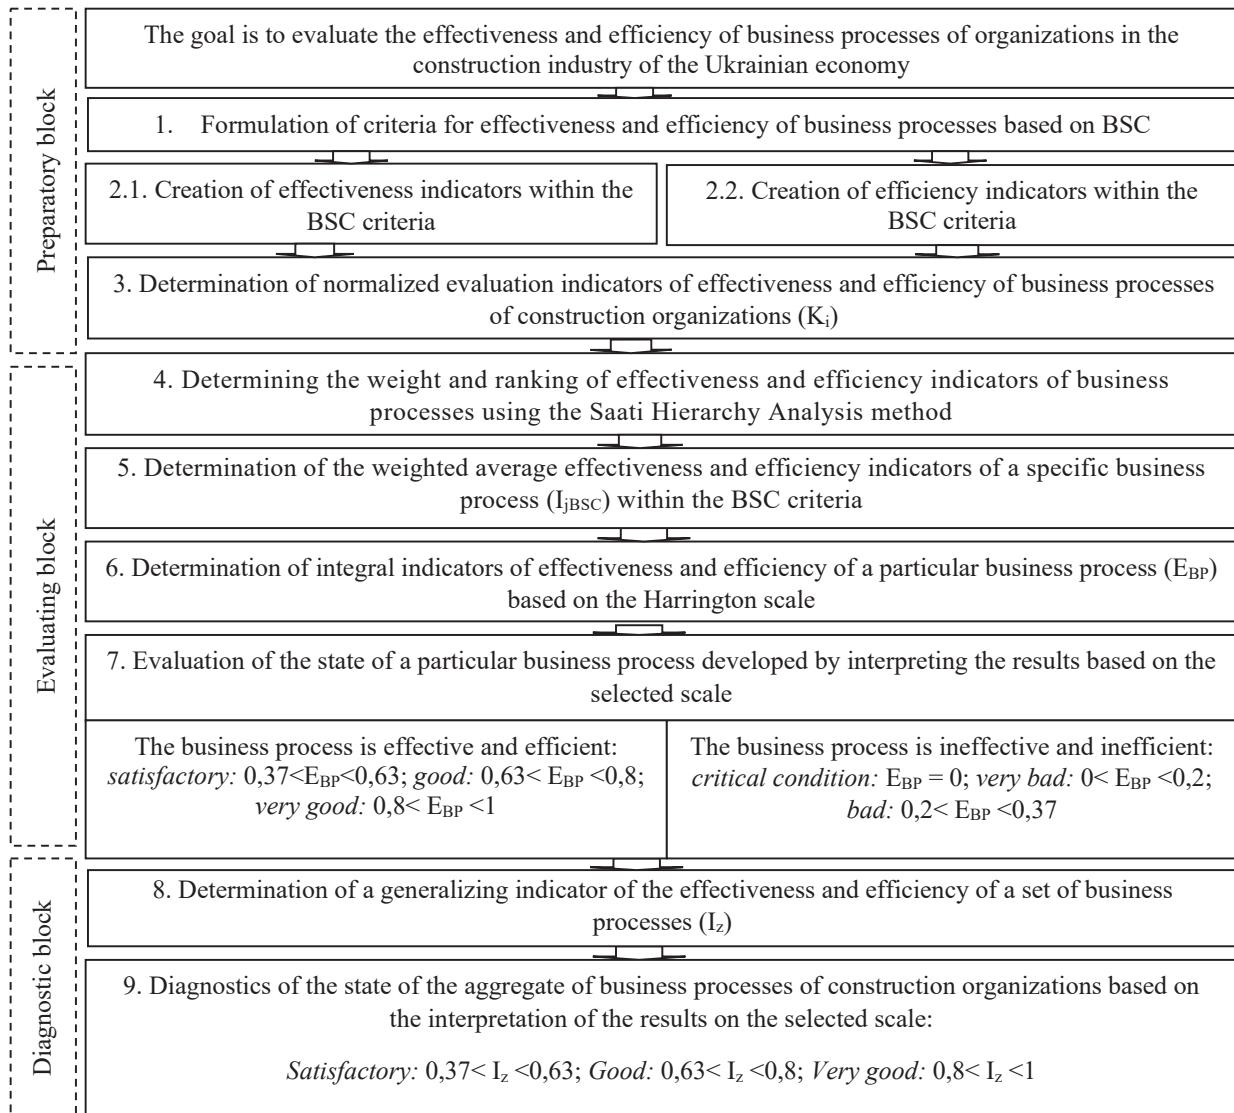 Preparatory block
The goal is to evaluate the effectiveness and efficiency of business processes of organizations in the
construction industry of the Ukrainian economy
1. Formulation of criteria for effectiveness and efficiency of business processes based on BSC
2.1. Creation of effectiveness indicators within the
BSC criteria
2.2. Creation of efficiency indicators within the
BSC criteria
3. Determination of normalized evaluation indicators of effectiveness and efficiency of business processes
of construction organizations (Ki)
Evaluating block
4. Determining the weight and ranking of effectiveness and efficiency indicators of business
processes using the Saati Hierarchy Analysis method
5. Determination of the weighted average effectiveness and efficiency indicators of a specific business
process (IjBSC) within the BSC criteria
6. Determination of integral indicators of effectiveness and efficiency of a particular business process (EBP)
based on the Harrington scale
7. Evaluation of the state of a particular business process developed by interpreting the results based on the
selected scale
The business process is effective and efficient:
satisfactory: 0,37<EBP<0,63; good: 0,63< EBP <0,8;
very good: 0,8< EBP <1
The business process is ineffective and inefficient:
critical condition: EBP = 0; very bad: 0< EBP <0,2;
bad: 0,2< EBP <0,37
Diagnostic block
8. Determination of a generalizing indicator of the effectiveness and efficiency of a set of business
processes (Iz)
9. Diagnostics of the state of the aggregate of business processes of construction organizations based on
the interpretation of the results on the selected scale:
Satisfactory: 0,37< Iz <0,63; Good: 0,63< Iz <0,8; Very good: 0,8< Iz <1